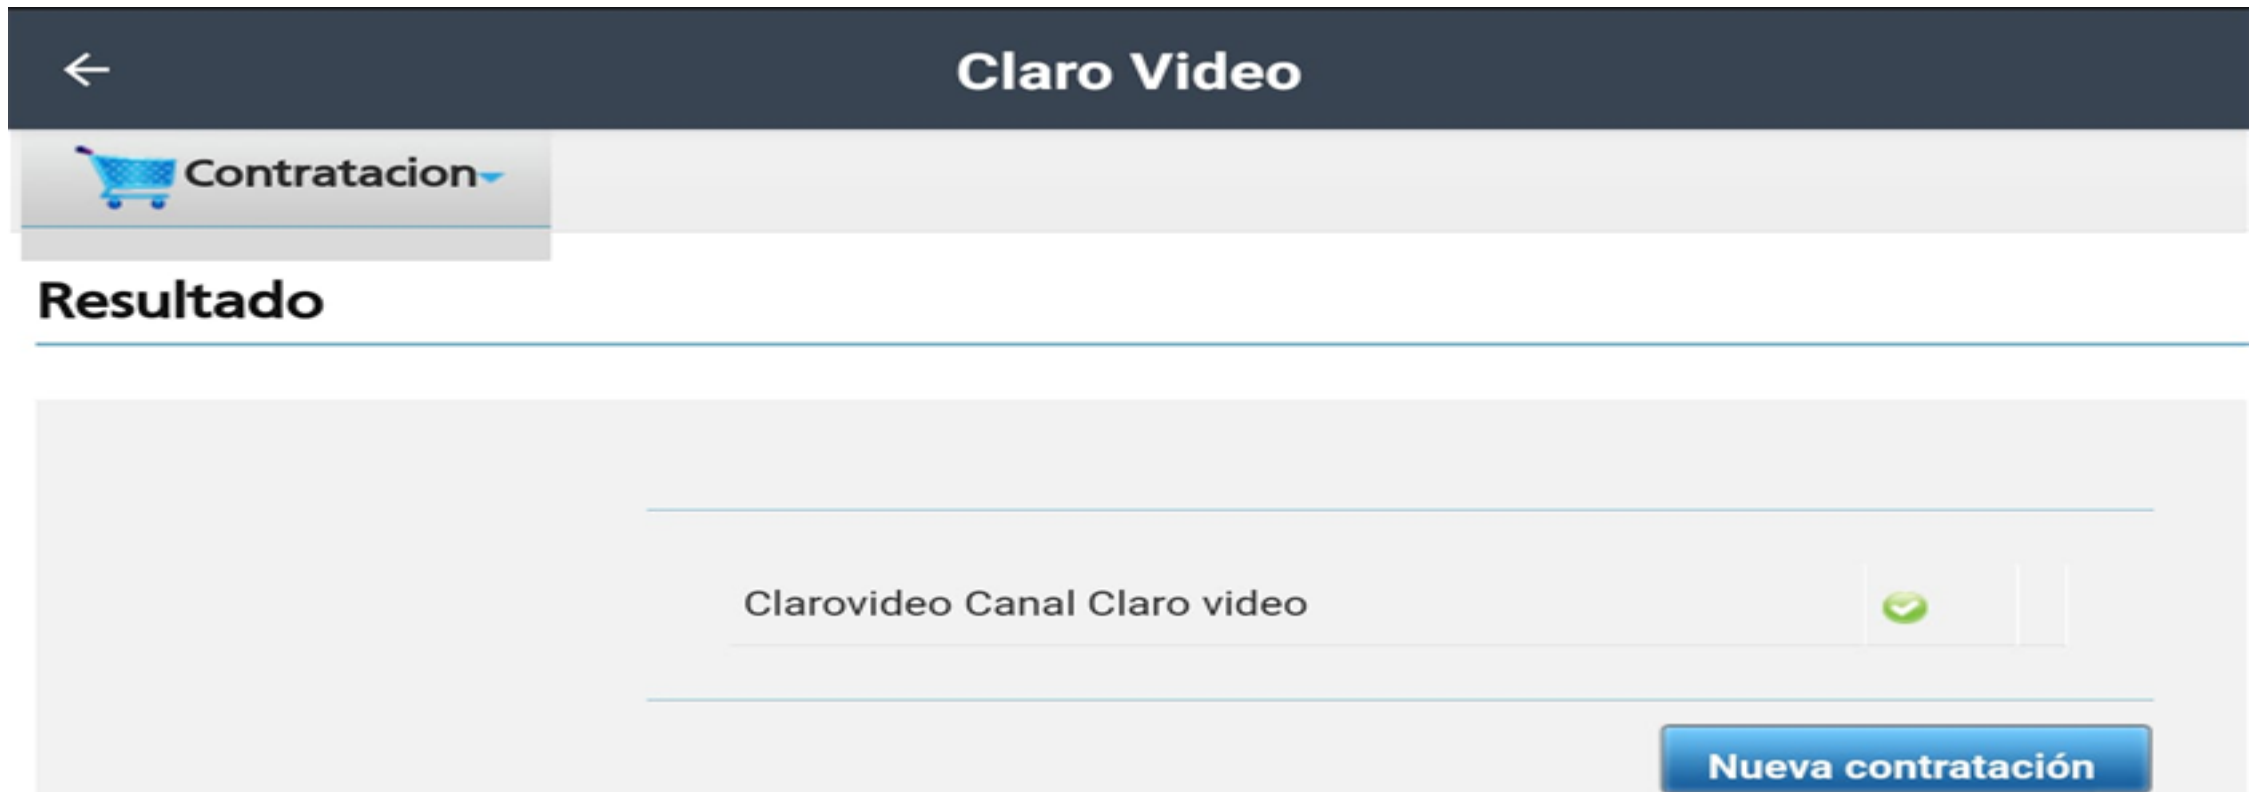 Claro Video
Contratacion
Resultado
Clarovideo Canal Claro video
Nueva contratación